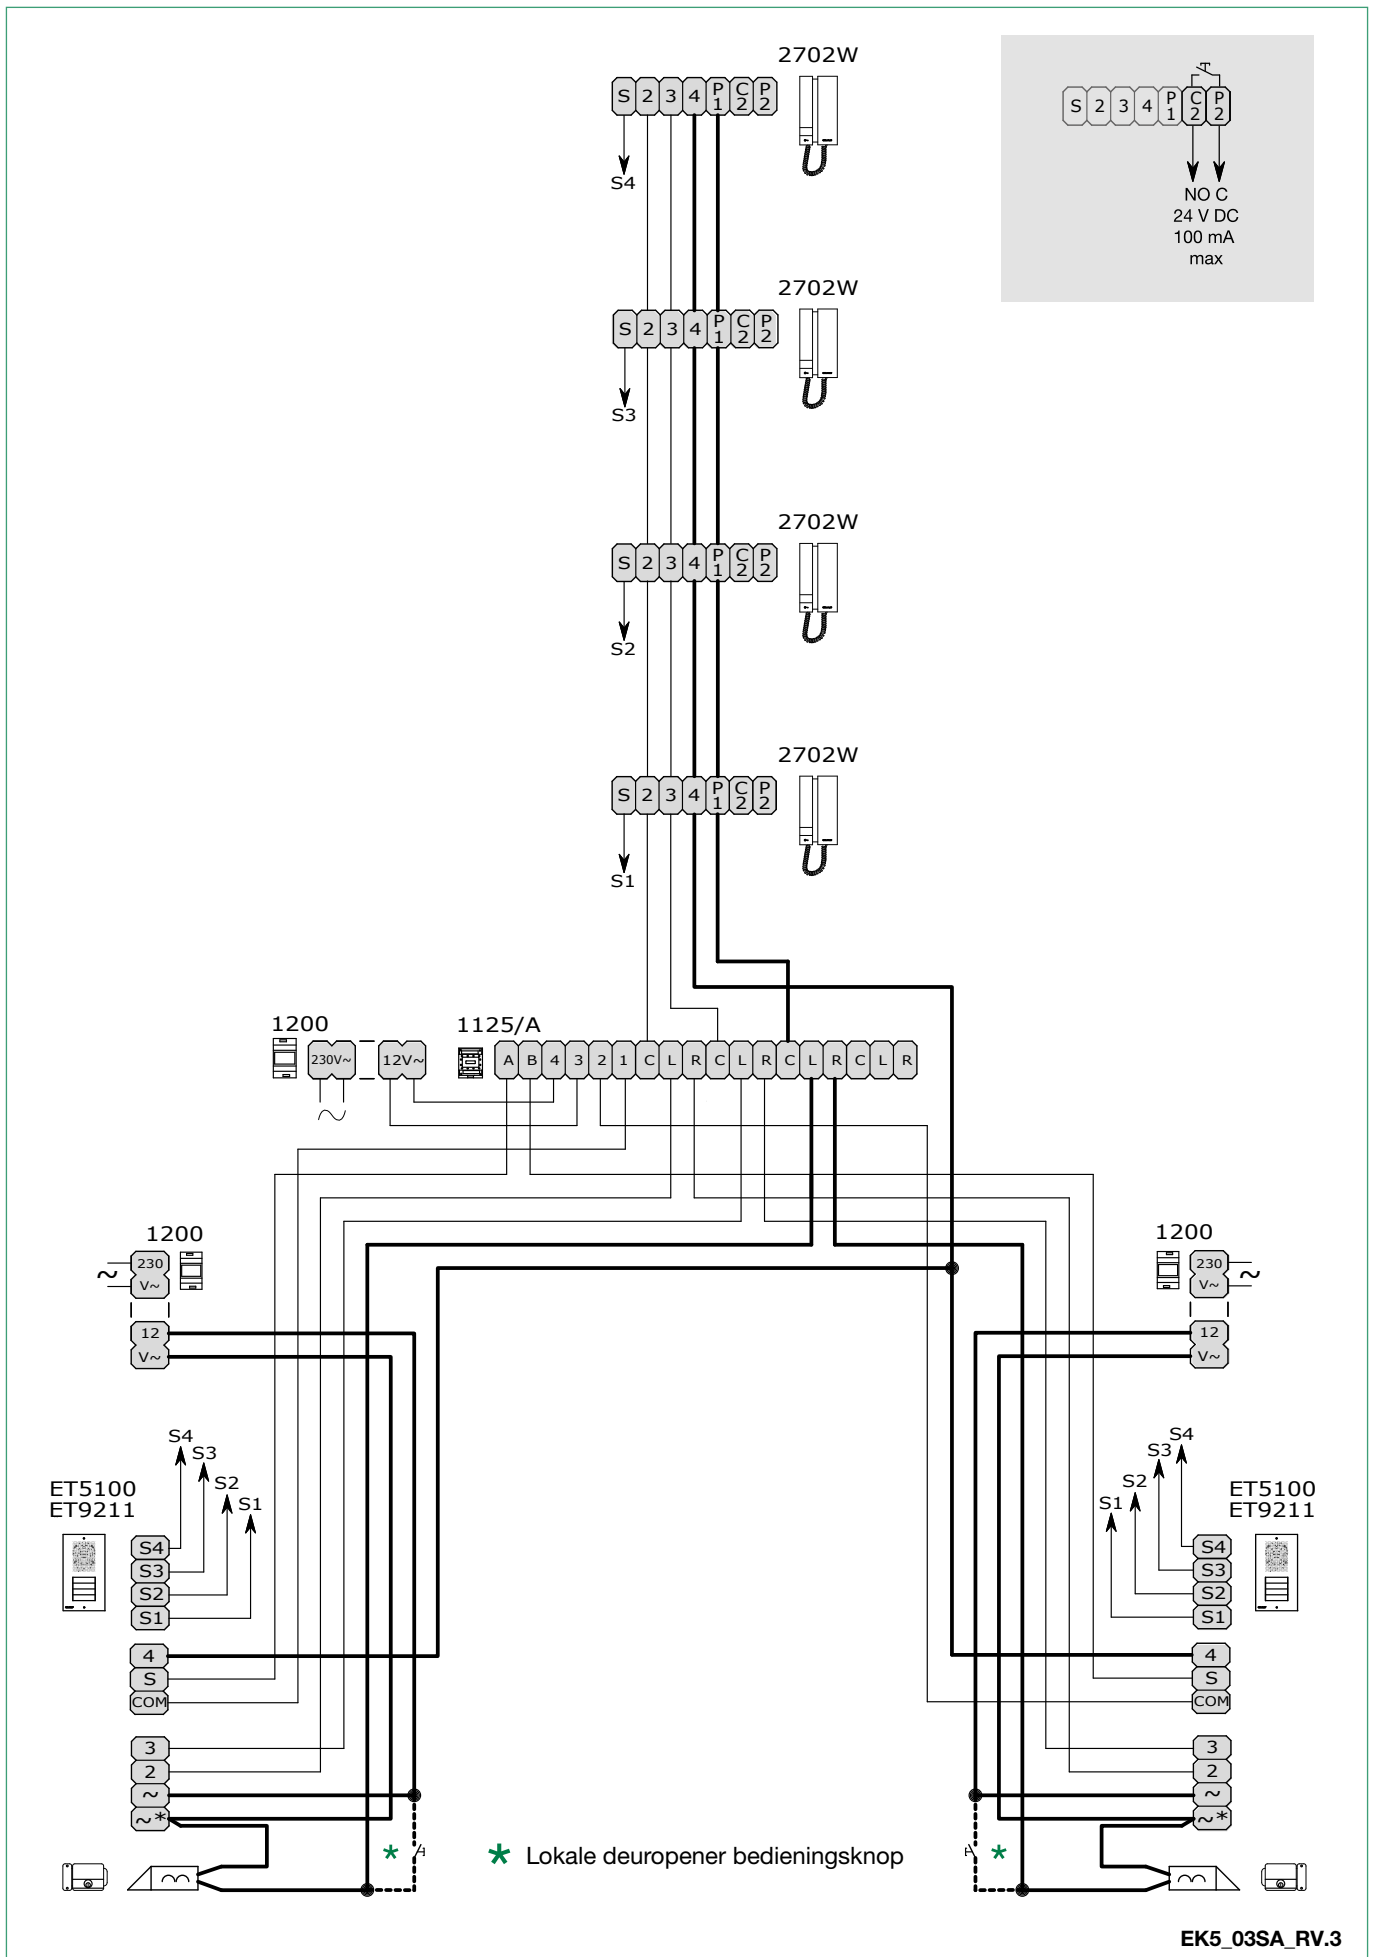 2702W
S 2 3 4 P1 C2 P2
S4
S 2 3 4 P1 C2 P2
NO C
24 V DC
100 mA
max
2702W
S 2 3 4 P1 C2 P2
S3
2702W
S 2 3 4 P1 C2 P2
S2
2702W
S 2 3 4 P1 C2 P2
S1
1200
230V~ 12V~
1125/A
A B 4 3 2 1 C L R C L R C L R C L R
1200
230
V~
~
12
V~
1200
230
V~
~
12
V~
S4
S3
S2
S1
ET5100
ET9211
S4
S3
S2
S1
4
S
COM
3
2
~
~*
S4
S3
S2
S1
ET5100
ET9211
S4
S3
S2
S1
4
S
COM
3
2
~
~*
*
* Lokale deuropener bedieningsknop
*
EK5_03SA_RV.3